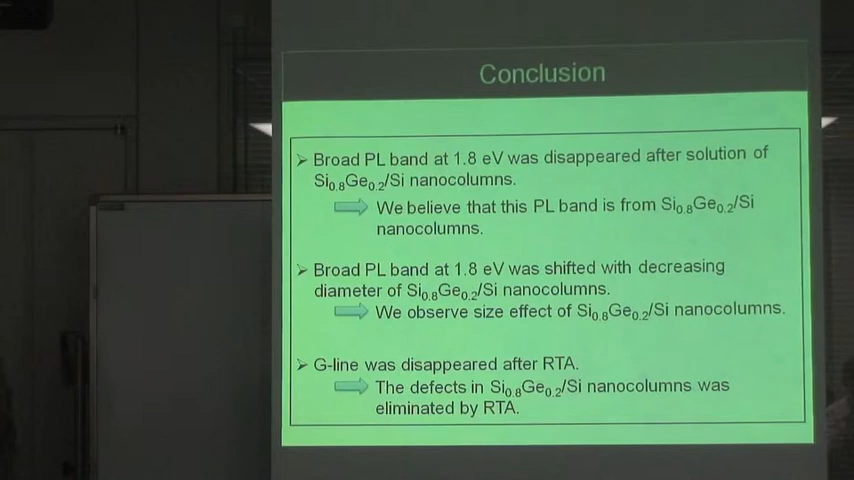 Conclusion
➢ Broad PL band at 1.8 eV was disappeared after solution of
Si₀.₈Ge₀.₂/Si nanocolumns.
We believe that this PL band is from Si₀.₈Ge₀.₂/Si
nanocolumns.
➢ Broad PL band at 1.8 eV was shifted with decreasing
diameter of Si₀.₈Ge₀.₂/Si nanocolumns.
We observe size effect of Si₀.₈Ge₀.₂/Si nanocolumns.
➢ G-line was disappeared after RTA.
The defects in Si₀.₈Ge₀.₂/Si nanocolumns was
eliminated by RTA.